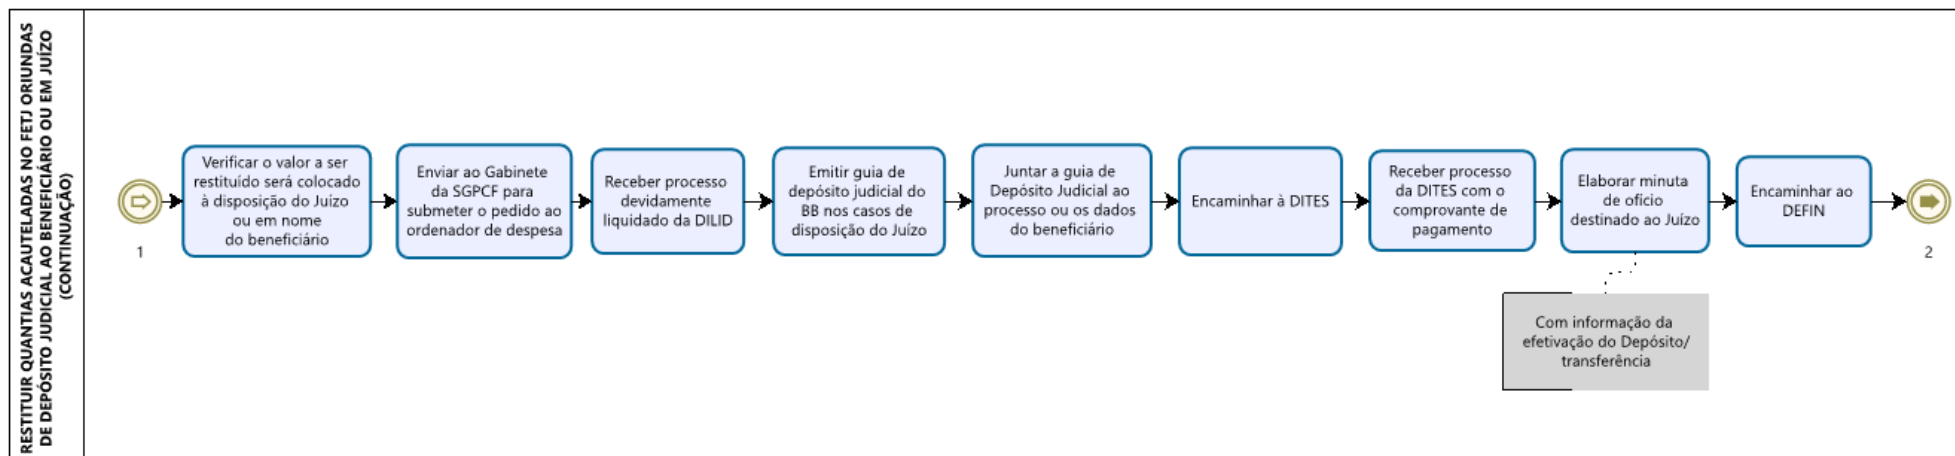 RESTITUIR QUANTIAS ACAUTELADAS NO FETJ ORIUNDAS
DE DEPÓSITO JUDICIAL AO BENEFICIÁRIO OU EM JUÍZO
(CONTINUAÇÃO)
1
Verificar o valor a ser
restituído será colocado
à disposição do Juízo
ou em nome
do beneficiário
Enviar ao Gabinete
da SGPCF para
submeter o pedido ao
ordenador de despesa
Receber processo
devidamente
liquidado da DILID
Emitir guia de
depósito judicial do
BB nos casos de
disposição do Juízo
Juntar a guia de
Depósito Judicial ao
processo ou os dados
do beneficiário
Encaminhar à DITES
Receber processo
da DITES com o
comprovante de
pagamento
Elaborar minuta
de ofício
destinado ao Juízo
Com informação da
efetivação do Depósito/
transferência
Encaminhar ao
DEFIN
2